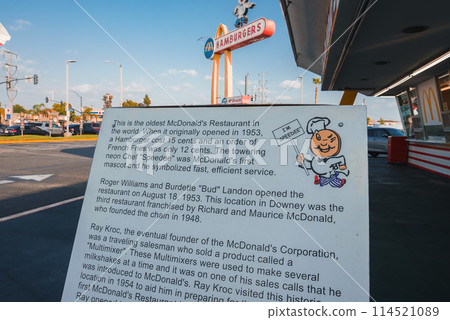 HAMBURGERS
This is the oldest McDonald's Restaurant in
the world. When it originally opened in 1953,
a Hamburger cost 15 cents and an order of
French Fries was only 12 cents. The towering
neon Chef "Speedee" was McDonald's first
mascot and he symbolized fast, efficient service.
I'M
SPEEDEE
Roger Williams and Burdetie "Bud" Landon opened the
restaurant on August 18, 1953. This location in Downey was the
third restaurant franchised by Richard and Maurice McDonald,
who founded the chain in 1948.
Ray Kroc, the eventual founder of the McDonald's Corporation,
was a traveling salesman who sold a product called a
"Multimixer". These Multimixers were used to make several
milkshakes at a time and it was on one of his sales calls that he
was introduced to McDonald's. Ray Kroc visited this historic
location in 1954 to aid him in preparing for
first McDonald's Restaurant
Ray opened
114521089